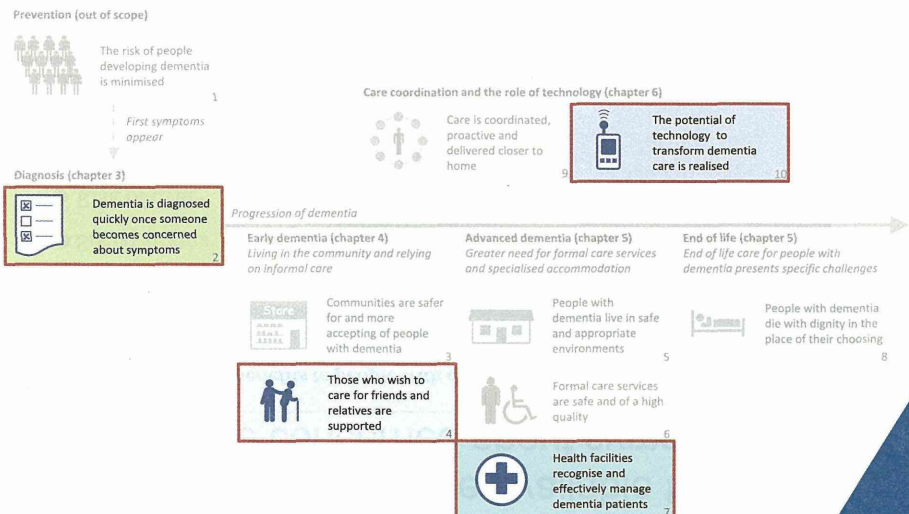 Prevention (out of scope)
The risk of people
developing dementia
is minimised
1
First symptoms
appear
Care coordination and the role of technology (chapter 6)
Care is coordinated,
proactive and
delivered closer to
home
9
The potential of
technology to
transform dementia
care is realised
10
Diagnosis (chapter 3)
Dementia is diagnosed
quickly once someone
becomes concerned
about symptoms
2
Progression of dementia
Early dementia (chapter 4)
Living in the community and relying
on informal care
Advanced dementia (chapter 5)
Greater need for formal care services
and specialised accommodation
End of life (chapter 5)
End of life care for people with
dementia presents specific challenges
Store
Communities are safer
for and more
accepting of people
with dementia
3
People with
dementia live in safe
and appropriate
environments
5
People with dementia
die with dignity in the
place of their choosing
8
Those who wish to
care for friends and
relatives are
supported
4
Formal care services
are safe and of a high
quality
6
Health facilities
recognise and
effectively manage
dementia patients
7